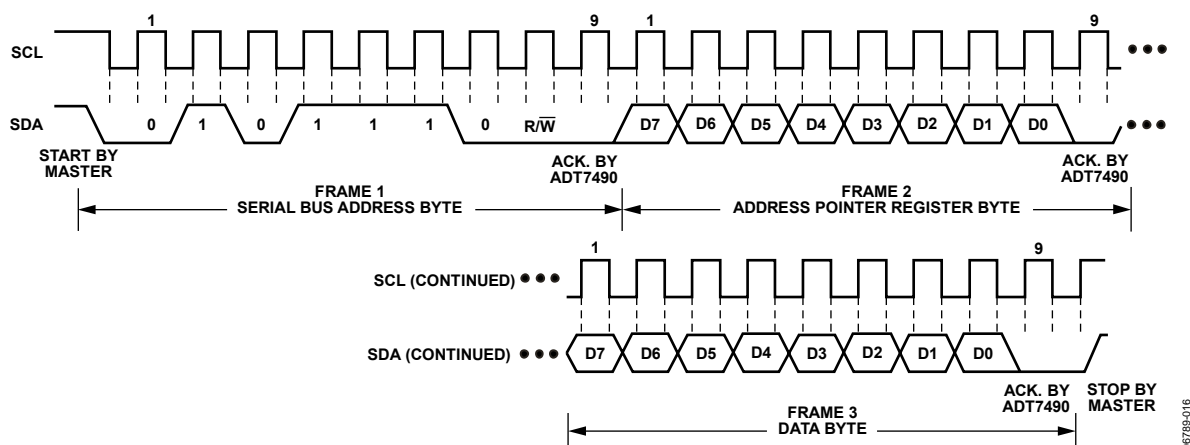 1 9 1 9
SCL
SDA 0 1 0 1 1 1 0 R/W̅ D7 D6 D5 D4 D3 D2 D1 D0
START BY MASTER
ACK. BY ADT7490
ACK. BY ADT7490
FRAME 1
SERIAL BUS ADDRESS BYTE
FRAME 2
ADDRESS POINTER REGISTER BYTE
1 9
SCL (CONTINUED)
SDA (CONTINUED) D7 D6 D5 D4 D3 D2 D1 D0
ACK. BY ADT7490
STOP BY MASTER
FRAME 3
DATA BYTE
6789-016